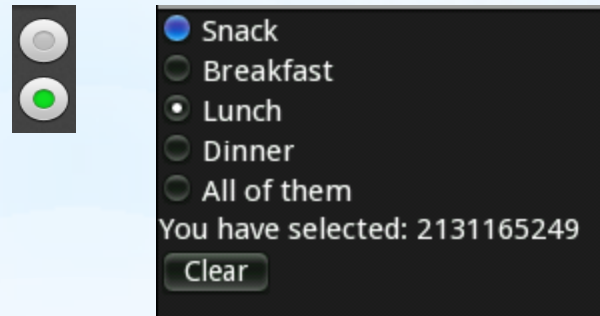 Snack
Breakfast
Lunch
Dinner
All of them
You have selected: 2131165249
Clear